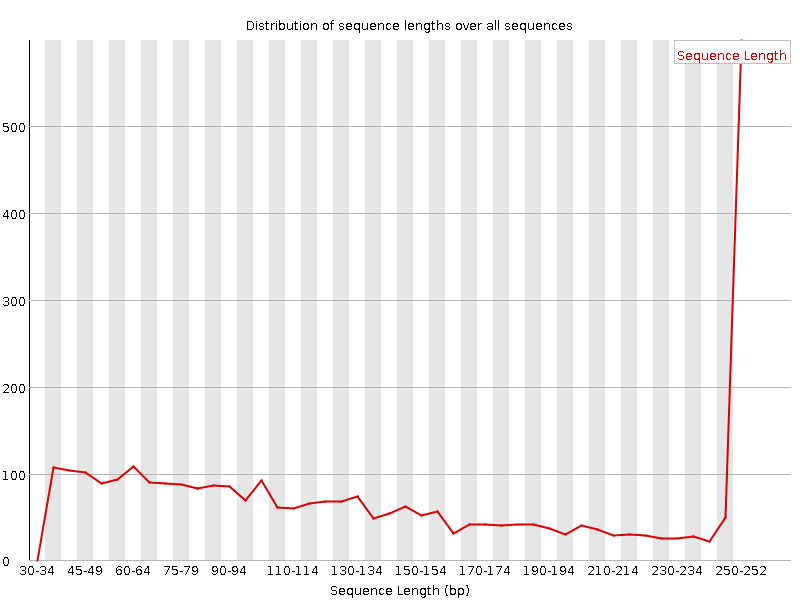 Distribution of sequence lengths over all sequences
Sequence Length
500
400
300
200
100
0
30-34 45-49 60-64 75-79 90-94 110-114 130-134 150-154 170-174 190-194 210-214 230-234 250-252
Sequence Length (bp)